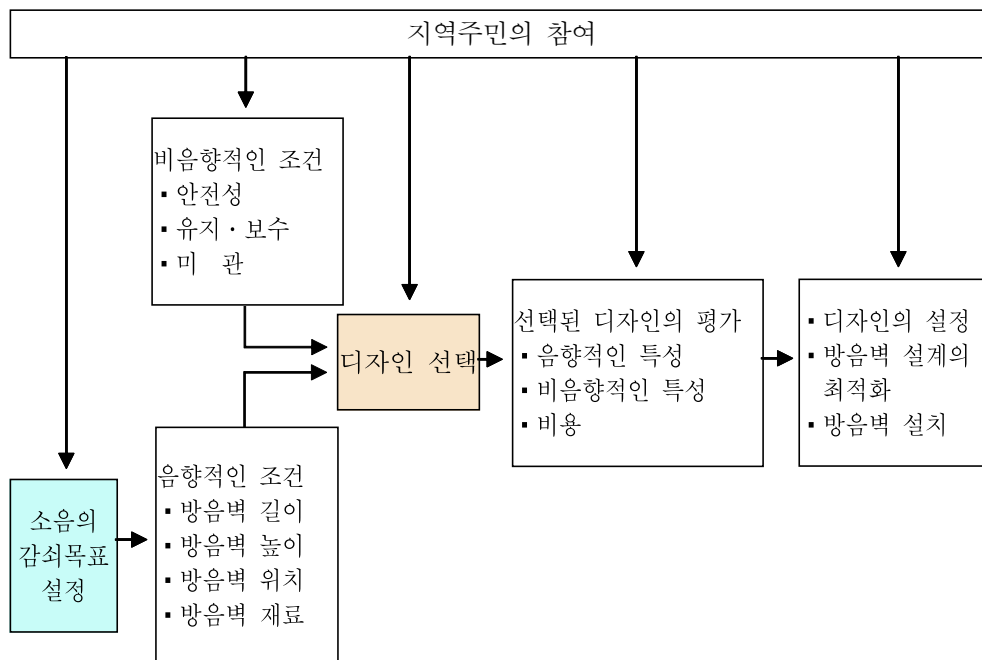 지역주민의 참여
비음향적인 조건
▪ 안전성
▪ 유지·보수
▪ 미 관
디자인 선택
선택된 디자인의 평가
▪ 음향적인 특성
▪ 비음향적인 특성
▪ 비용
▪ 디자인의 설정
▪ 방음벽 설계의
최적화
▪ 방음벽 설치
소음의
감쇠목표
설정
음향적인 조건
▪ 방음벽 길이
▪ 방음벽 높이
▪ 방음벽 위치
▪ 방음벽 재료